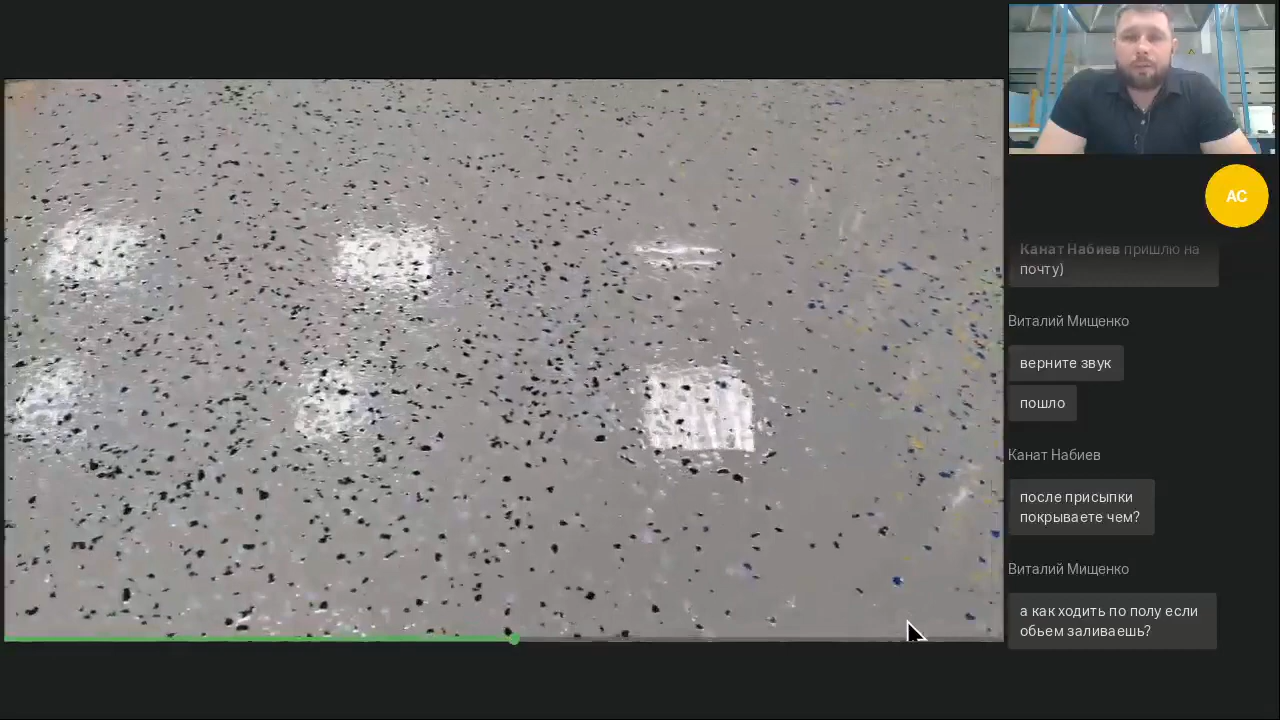 АС
Канат Набиев пришлю на
почту)
Виталий Мищенко
верните звук
пошло
Канат Набиев
после присыпки
покрываете чем?
Виталий Мищенко
а как ходить по полу если
обьем заливаешь?